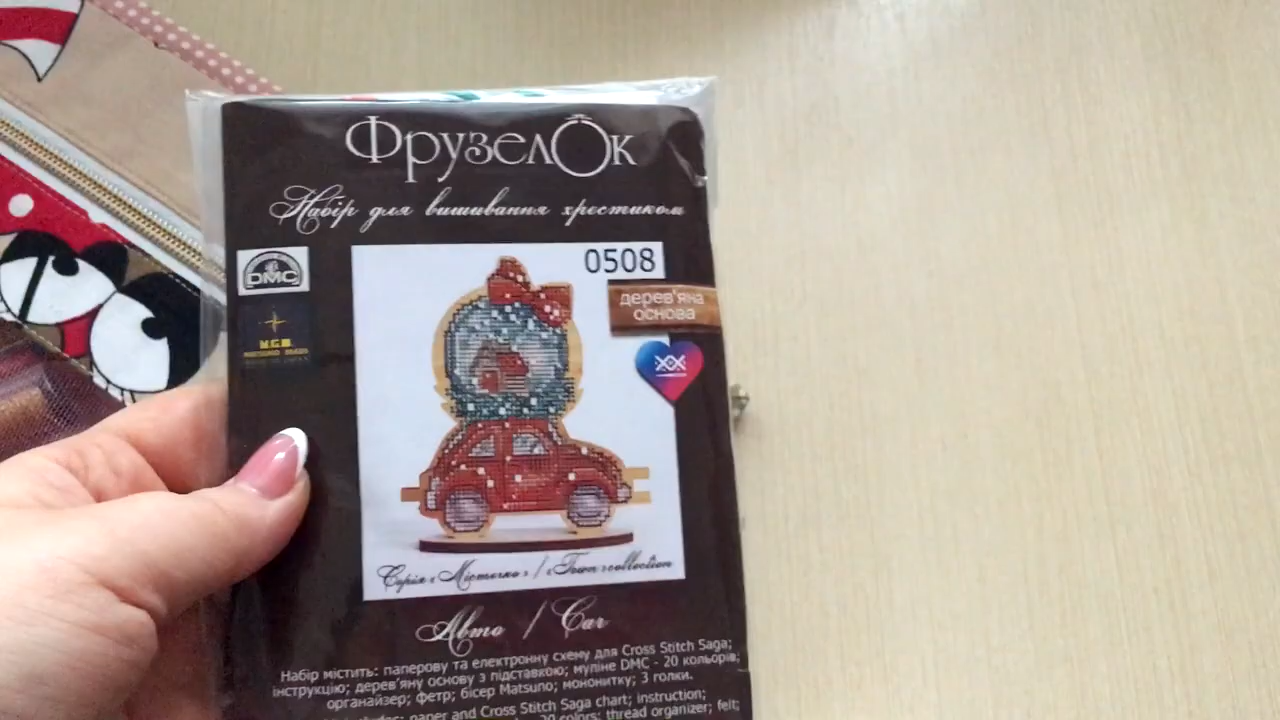 ФрузелОк
Набір для вишивання хрестиком
DMC
M.G.B
MATSUNO BEADS
0508
дерев'яна
основа
Серія «Містечко» / «Town collection»
Авто / Car
Набір містить: паперову та електронну схему для Cross Stitch Saga;
інструкцію; дерев'яну основу з підставкою; муліне DMC - 20 кольорів;
органайзер; фетр; бісер Matsuno; мононитку; 3 голки.
paper and Cross Stitch Saga chart; instruction;
20 colors; thread organizer; felt;